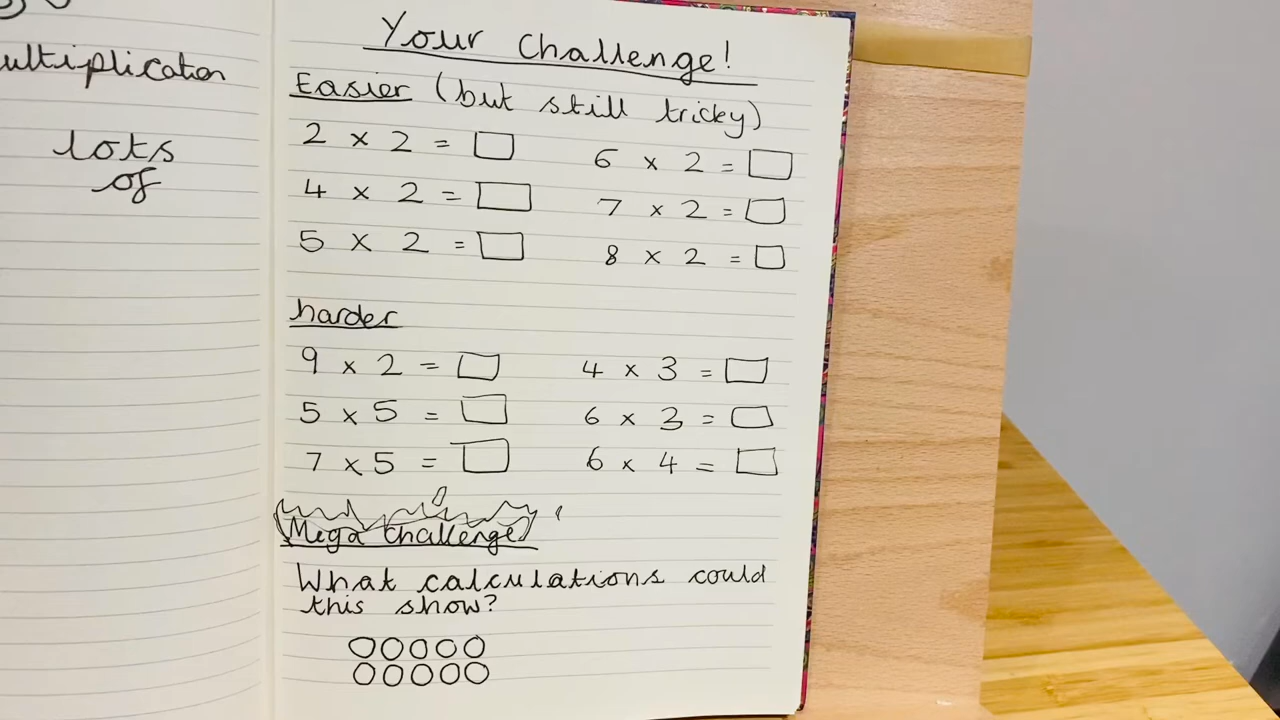 multiplication
lots
of
Your Challenge!
Easier (but still tricky)
2 x 2 =
4 x 2 =
5 x 2 =
6 x 2 =
7 x 2 =
8 x 2 =
harder
9 x 2 =
5 x 5 =
7 x 5 =
4 x 3 =
6 x 3 =
6 x 4 =
Mega Challenge
What calculations could
this show?